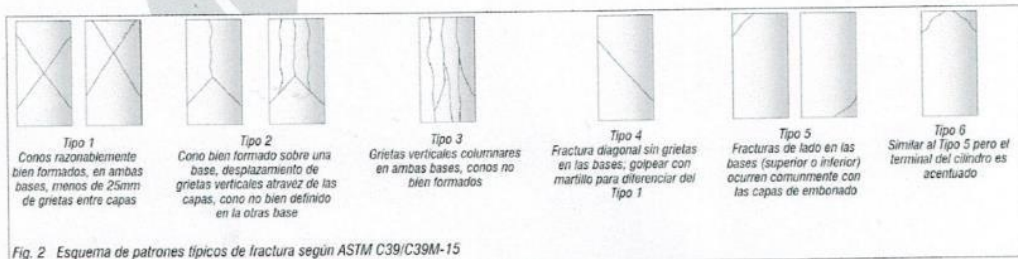 Tipo 1
Conos razonablemente
bien formados, en ambas
bases, menos de 25mm
de grietas entre capas
Tipo 2
Cono bien formado sobre una
base, desplazamiento de
grietas verticales atravez de las
capas, cono no bien definido
en la otras base
Tipo 3
Grietas verticales columnares
en ambas bases, conos no
bien formados
Tipo 4
Fractura diagonal sin grietas
en las bases; golpear con
martillo para diferenciar del
Tipo 1
Tipo 5
Fracturas de lado en las
bases (superior o inferior)
ocurren comunmente con
las capas de embonado
Tipo 6
Similar al Tipo 5 pero el
terminal del cilindro es
acentuado
Fig. 2 Esquema de patrones típicos de fractura según ASTM C39/C39M-15